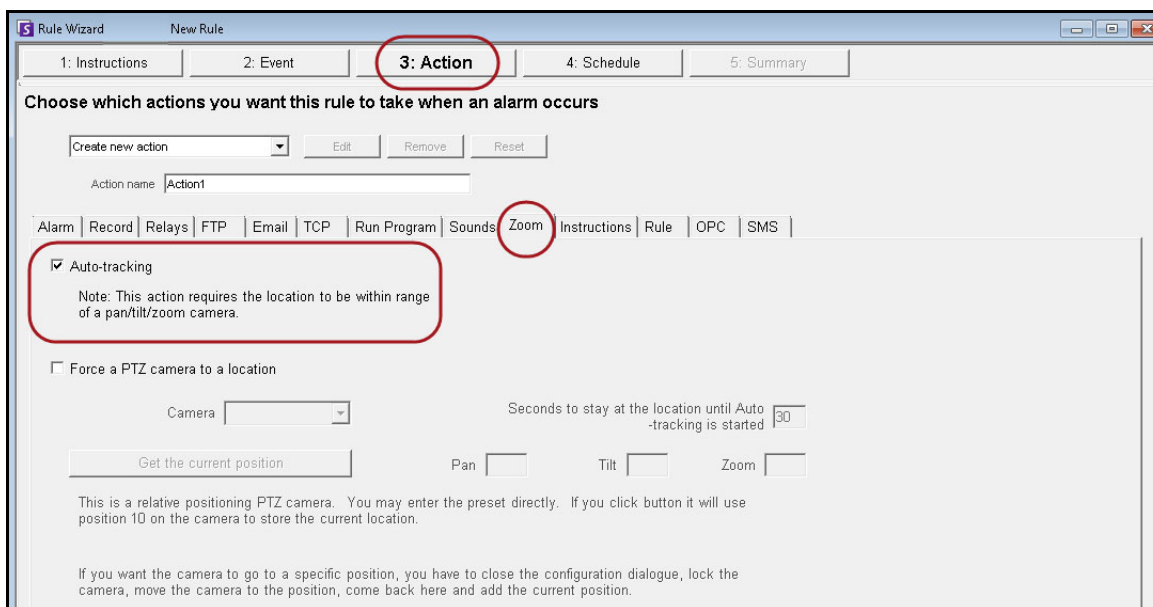 Rule Wizard New Rule
1: Instructions 2: Event 3: Action 4: Schedule 5: Summary
Choose which actions you want this rule to take when an alarm occurs
Create new action Edit Remove Reset
Action name Action1
Alarm Record Relays FTP Email TCP Run Program Sounds Zoom Instructions Rule OPC SMS
Auto-tracking
Note: This action requires the location to be within range
of a pan/tilt/zoom camera.
Force a PTZ camera to a location
Camera
Seconds to stay at the location until Auto
-tracking is started 30
Get the current position Pan Tilt Zoom
This is a relative positioning PTZ camera. You may enter the preset directly. If you click button it will use
position 10 on the camera to store the current location.
If you want the camera to go to a specific position, you have to close the configuration dialogue, lock the
camera, move the camera to the position, come back here and add the current position.